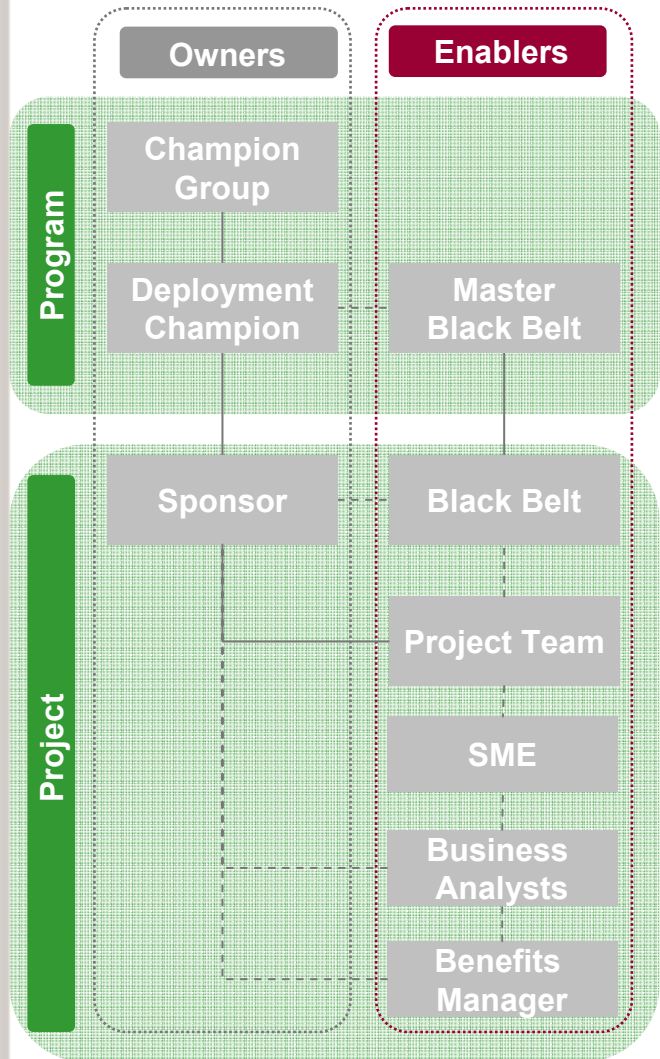 Owners
Enablers
Program
Champion
Group
Deployment
Champion
Master
Black Belt
Project
Sponsor
Black Belt
Project Team
SME
Business
Analysts
Benefits
Manager